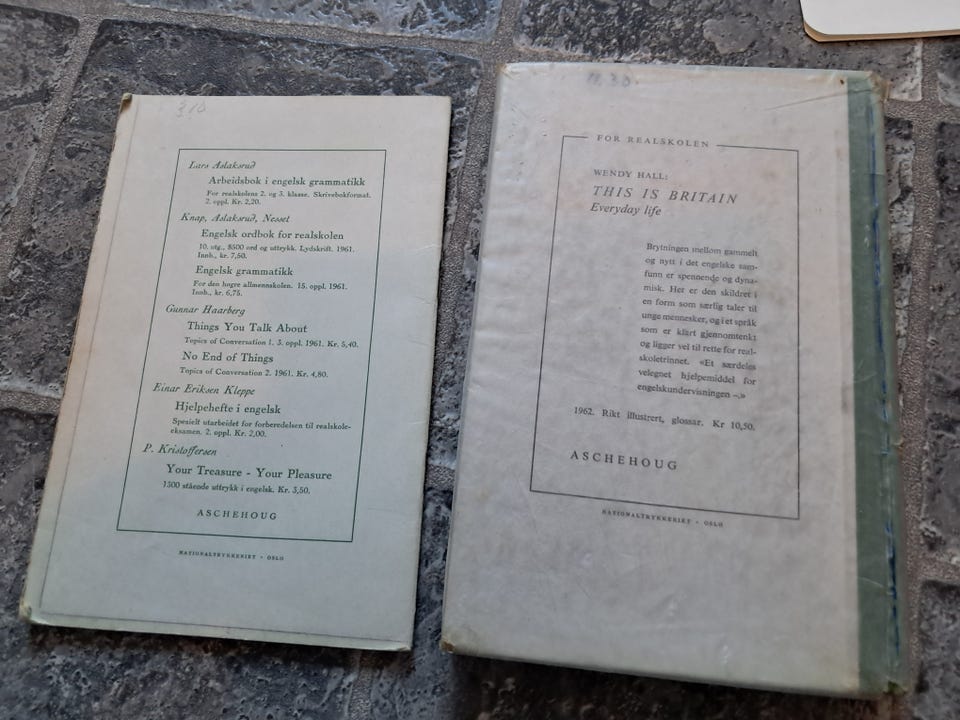 Lars Aslaksrud
Arbeidsbok i engelsk grammatikk
For realskolens 2. og 3. klasse. Skrivebokformat.
2. oppl. Kr. 2,20.
Knap, Aslaksrud, Nesset
Engelsk ordbok for realskolen
10. utg., 8500 ord og uttrykk. Lydskrift. 1961.
Innb., kr. 7,50.
Engelsk grammatikk
For den høgre allmennskolen. 15. oppl. 1961.
Innb., kr. 6,75.
Gunnar Haarberg
Things You Talk About
Topics of Conversation 1. 3. oppl. 1961. Kr. 5,40.
No End of Things
Topics of Conversation 2. 1961. Kr. 4,80.
Einar Eriksen Kleppe
Hjelpehefte i engelsk
Spesielt utarbeidet for forberedelsen til realskole-
eksamen. 2. oppl. Kr. 2,00.
P. Kristoffersen
Your Treasure - Your Pleasure
1300 stående uttrykk i engelsk. Kr. 3,50.
ASCHEHOUG
NATIONALTRYKKERIET - OSLO
FOR REALSKOLEN
WENDY HALL:
THIS IS BRITAIN
Everyday life
Brytningen mellom gammelt
og nytt i det engelske sam-
funn er spennende og dyna-
misk. Her er den skildret i
en form som særlig taler til
unge mennesker, og i et språk
som er klårt gjennomtenkt
og ligger vel til rette for real-
skoletrinnet. «Et særdeles
velegnet hjelpemiddel for
engelskundervisningen –.»
1962. Rikt illustrert, glossar. Kr 10,50.
ASCHEHOUG
NATIONALTRYKKERIET - OSLO